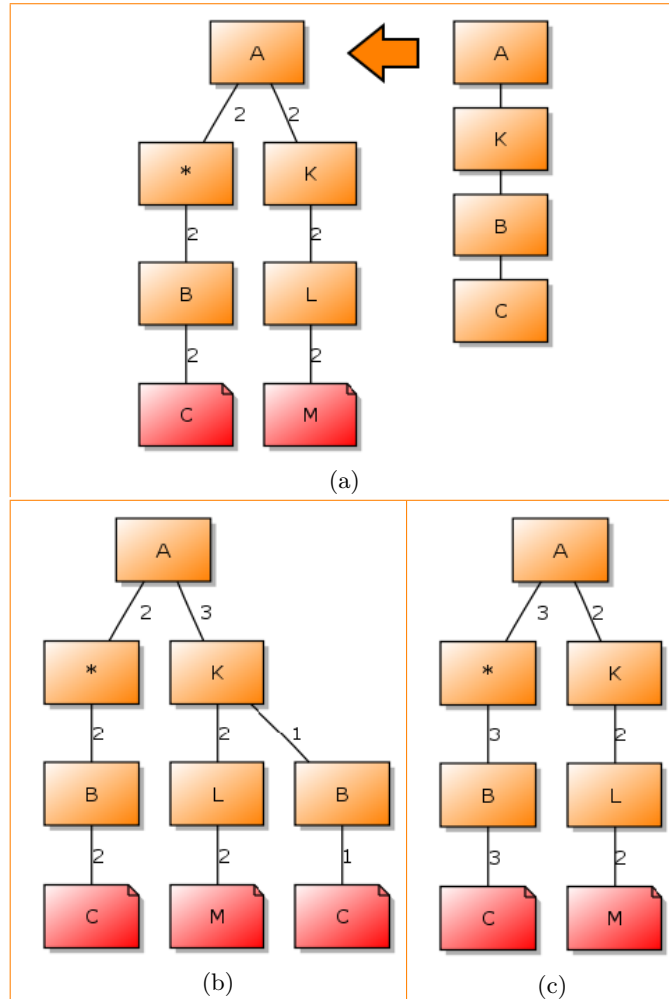 A A
2 2
* K K
2 2
B L B
2 2
C M C
(a)
A A
2 3 3 2
* K * K
2 2 1 3 2
B L B B L
2 2 1 3 2
C M C C M
(b) (c)